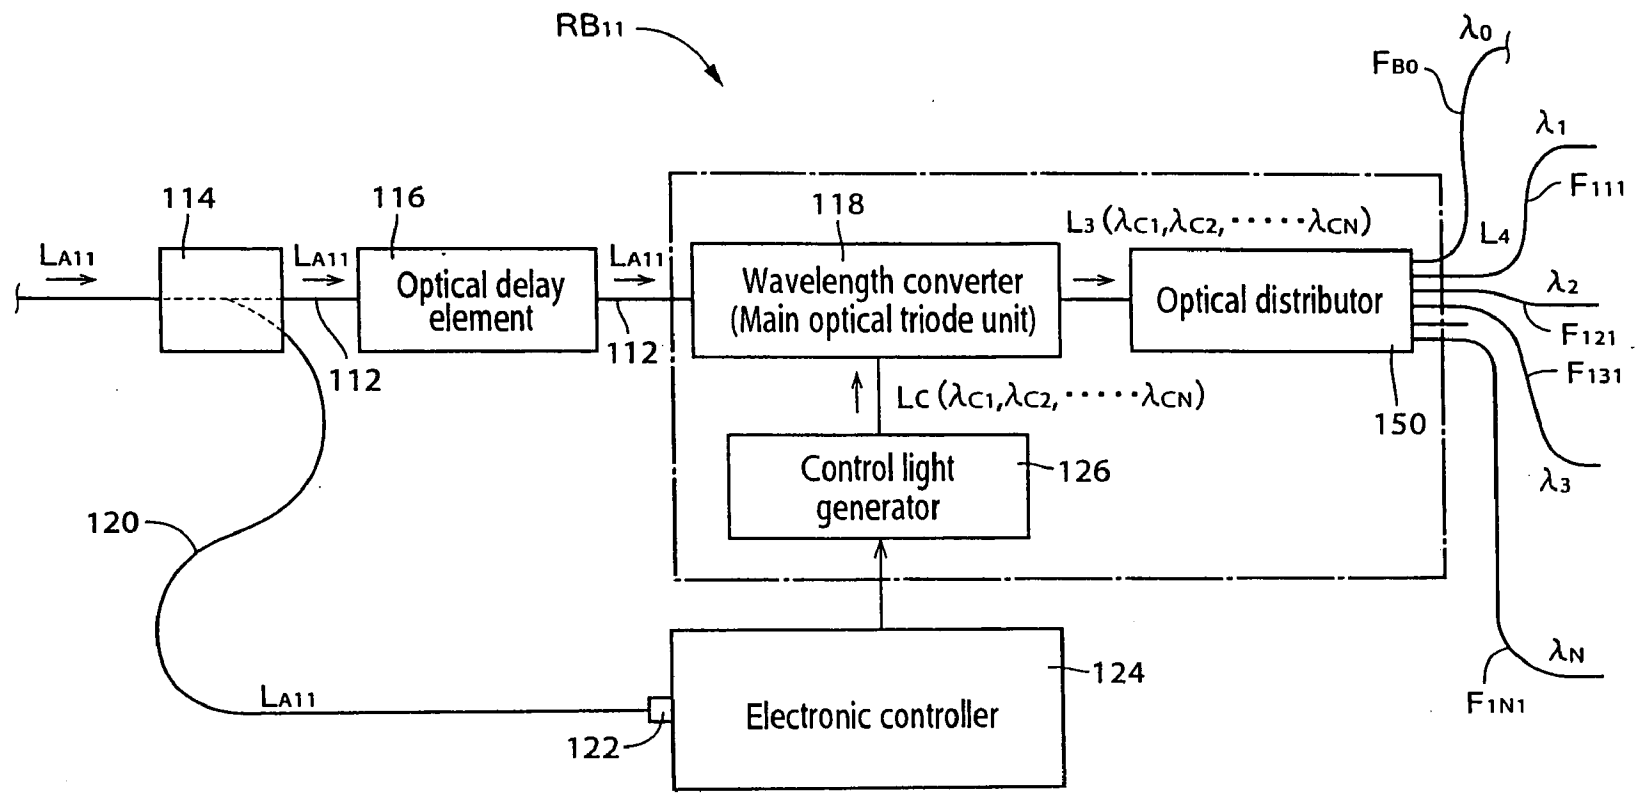 RB11
λ0
FB0
λ1
F111
114
116
118
L3 (λC1,λC2, ······λCN)
L4
LA11
LA11
LA11
Optical delay
element
Wavelength converter
(Main optical triode unit)
Optical distributor
λ2
F121
112
112
F131
LC (λC1,λC2, ······λCN)
150
Control light
generator
126
λ3
120
λN
LA11
124
F1N1
Electronic controller
122